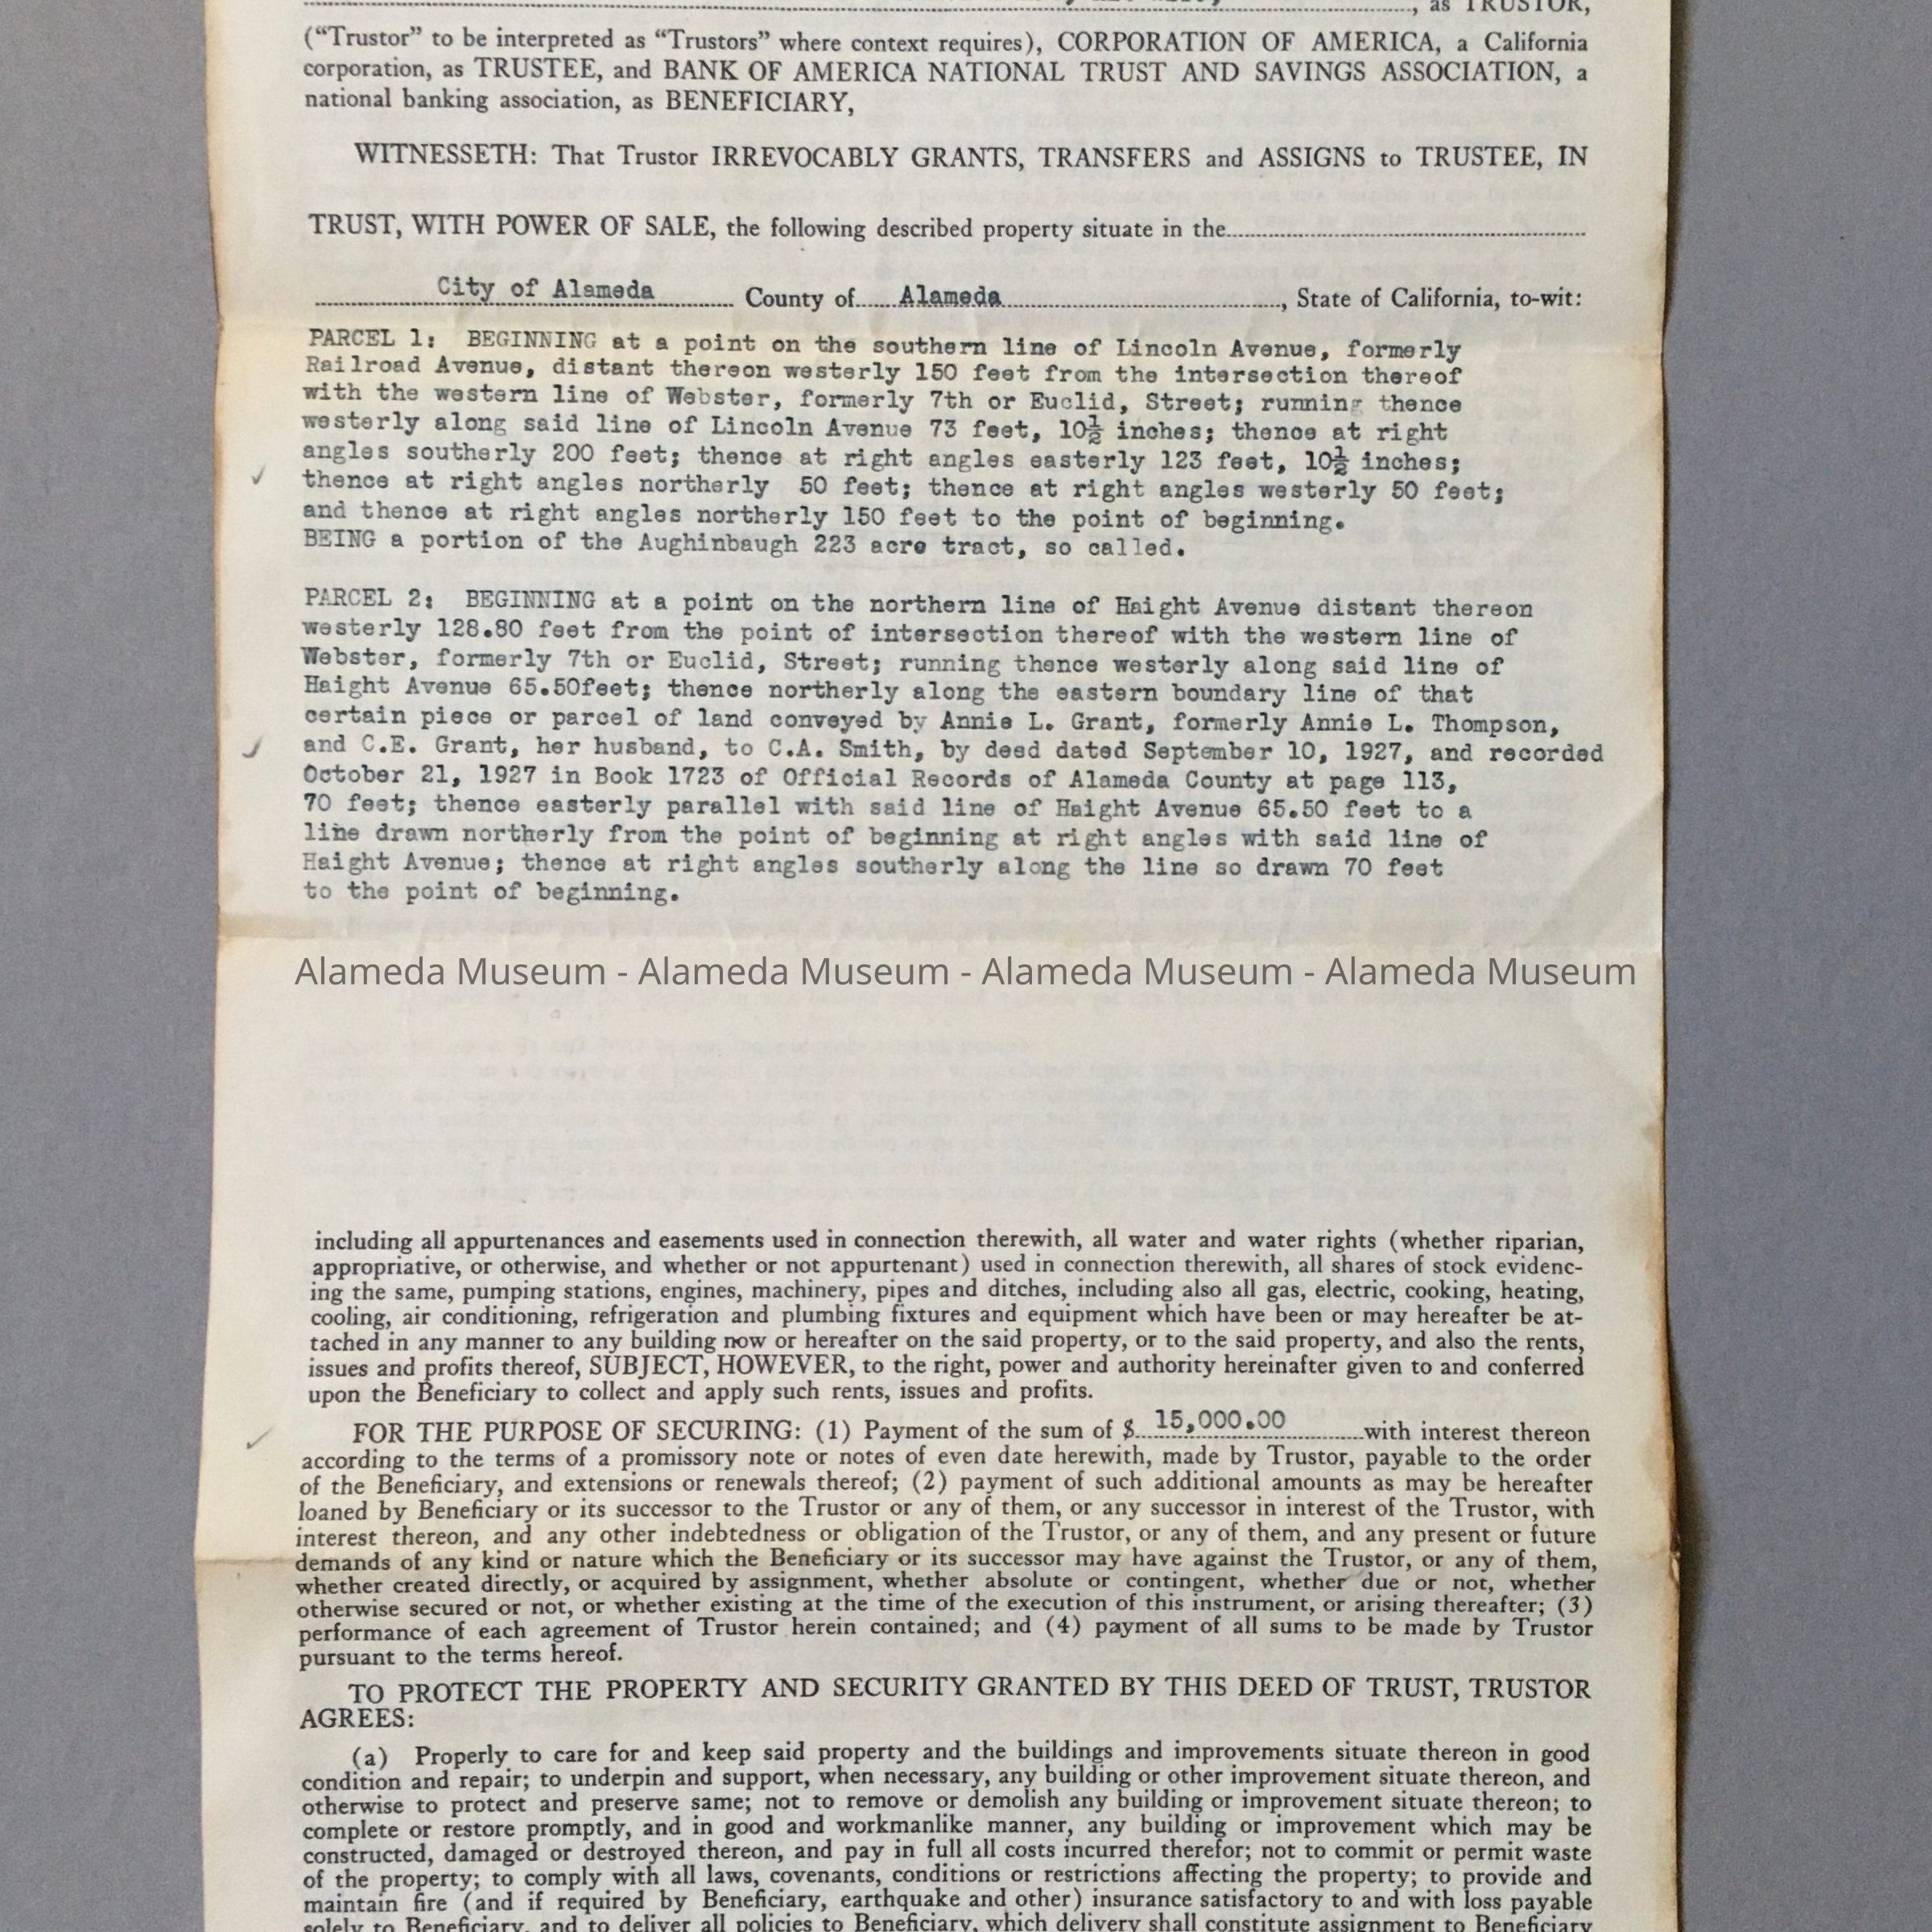 as TRUSTOR,
("Trustor" to be interpreted as "Trustors" where context requires), CORPORATION OF AMERICA, a California
corporation, as TRUSTEE, and BANK OF AMERICA NATIONAL TRUST AND SAVINGS ASSOCIATION, a
national banking association, as BENEFICIARY,
WITNESSETH: That Trustor IRREVOCABLY GRANTS, TRANSFERS and ASSIGNS to TRUSTEE, IN
TRUST, WITH POWER OF SALE, the following described property situate in the
City of Alameda County of Alameda, State of California, to-wit:
PARCEL 1: BEGINNING at a point on the southern line of Lincoln Avenue, formerly
Railroad Avenue, distant thereon westerly 150 feet from the intersection thereof
with the western line of Webster, formerly 7th or Euclid, Street; running thence
westerly along said line of Lincoln Avenue 73 feet, 10½ inches; thence at right
angles southerly 200 feet; thence at right angles easterly 123 feet, 10½ inches;
thence at right angles northerly 50 feet; thence at right angles westerly 50 feet;
and thence at right angles northerly 150 feet to the point of beginning.
BEING a portion of the Aughinbaugh 223 acre tract, so called.
PARCEL 2: BEGINNING at a point on the northern line of Haight Avenue distant thereon
westerly 128.80 feet from the point of intersection thereof with the western line of
Webster, formerly 7th or Euclid, Street; running thence westerly along said line of
Haight Avenue 65.50feet; thence northerly along the eastern boundary line of that
certain piece or parcel of land conveyed by Annie L. Grant, formerly Annie L. Thompson,
and C.E. Grant, her husband, to C.A. Smith, by deed dated September 10, 1927, and recorded
October 21, 1927 in Book 1723 of Official Records of Alameda County at page 113,
70 feet; thence easterly parallel with said line of Haight Avenue 65.50 feet to a
line drawn northerly from the point of beginning at right angles with said line of
Haight Avenue; thence at right angles southerly along the line so drawn 70 feet
to the point of beginning.
Alameda Museum - Alameda Museum - Alameda Museum - Alameda Museum
including all appurtenances and easements used in connection therewith, all water and water rights (whether riparian,
appropriative, or otherwise, and whether or not appurtenant) used in connection therewith, all shares of stock evidenc-
ing the same, pumping stations, engines, machinery, pipes and ditches, including also all gas, electric, cooking, heating,
cooling, air conditioning, refrigeration and plumbing fixtures and equipment which have been or may hereafter be at-
tached in any manner to any building now or hereafter on the said property, or to the said property, and also the rents,
issues and profits thereof, SUBJECT, HOWEVER, to the right, power and authority hereinafter given to and conferred
upon the Beneficiary to collect and apply such rents, issues and profits.
FOR THE PURPOSE OF SECURING: (1) Payment of the sum of $ 15,000.00 with interest thereon
according to the terms of a promissory note or notes of even date herewith, made by Trustor, payable to the order
of the Beneficiary, and extensions or renewals thereof; (2) payment of such additional amounts as may be hereafter
loaned by Beneficiary or its successor to the Trustor or any of them, or any successor in interest of the Trustor, with
interest thereon, and any other indebtedness or obligation of the Trustor, or any of them, and any present or future
demands of any kind or nature which the Beneficiary or its successor may have against the Trustor, or any of them,
whether created directly, or acquired by assignment, whether absolute or contingent, whether due or not, whether
otherwise secured or not, or whether existing at the time of the execution of this instrument, or arising thereafter; (3)
performance of each agreement of Trustor herein contained; and (4) payment of all sums to be made by Trustor
pursuant to the terms hereof.
TO PROTECT THE PROPERTY AND SECURITY GRANTED BY THIS DEED OF TRUST, TRUSTOR
AGREES:
(a) Properly to care for and keep said property and the buildings and improvements situate thereon in good
condition and repair; to underpin and support, when necessary, any building or other improvement situate thereon, and
otherwise to protect and preserve same; not to remove or demolish any building or improvement situate thereon; to
complete or restore promptly, and in good and workmanlike manner, any building or improvement which may be
constructed, damaged or destroyed thereon, and pay in full all costs incurred therefor; not to commit or permit waste
of the property; to comply with all laws, covenants, conditions or restrictions affecting the property; to provide and
maintain fire (and if required by Beneficiary, earthquake and other) insurance satisfactory to and with loss payable
solely to Beneficiary, and to deliver all policies to Beneficiary, which delivery shall constitute assignment to Beneficiary